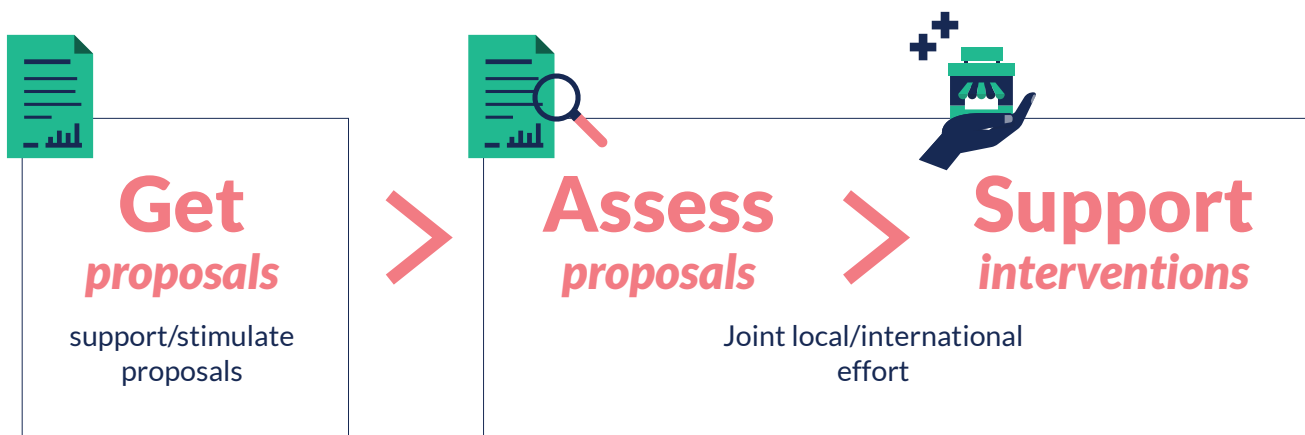 Get
proposals
support/stimulate
proposals
Assess
proposals
Support
interventions
Joint local/international
effort